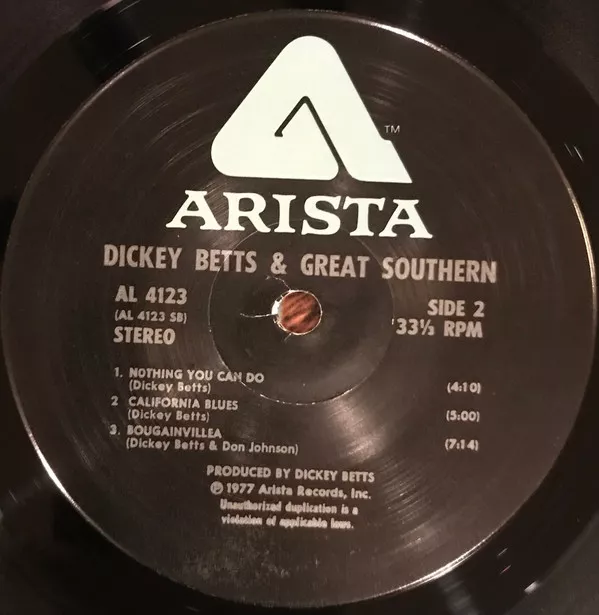 TM
ARISTA
DICKEY BETTS & GREAT SOUTHERN
AL 4123
(AL 4123 SB)
STEREO
SIDE 2
33⅓ RPM
1. NOTHING YOU CAN DO (4:10)
(Dickey Betts)
2 CALIFORNIA BLUES (5:00)
(Dickey Betts)
3. BOUGAINVILLEA (7:14)
(Dickey Betts & Don Johnson)
PRODUCED BY DICKEY BETTS
℗ 1977 Arista Records, Inc.
Unauthorized duplication is a
violation of applicable laws.